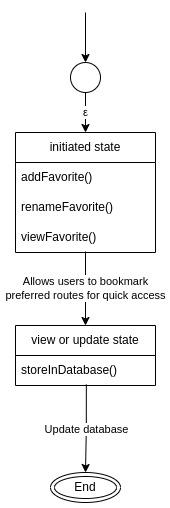 ε
initiated state
addFavorite()
renameFavorite()
viewFavorite()
Allows users to bookmark
preferred routes for quick access
view or update state
storeInDatabase()
Update database
End